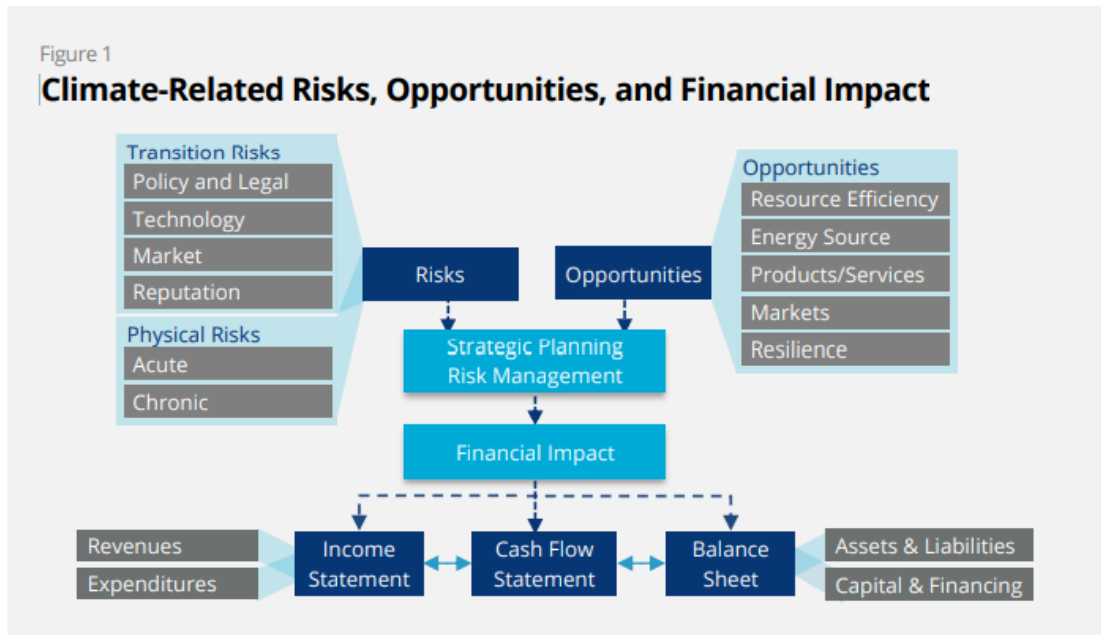 Figure 1
Climate-Related Risks, Opportunities, and Financial Impact
Transition Risks
Policy and Legal
Technology
Market
Reputation
Physical Risks
Acute
Chronic
Risks
Opportunities
Opportunities
Resource Efficiency
Energy Source
Products/Services
Markets
Resilience
Strategic Planning
Risk Management
Financial Impact
Revenues
Expenditures
Income
Statement
Cash Flow
Statement
Balance
Sheet
Assets & Liabilities
Capital & Financing